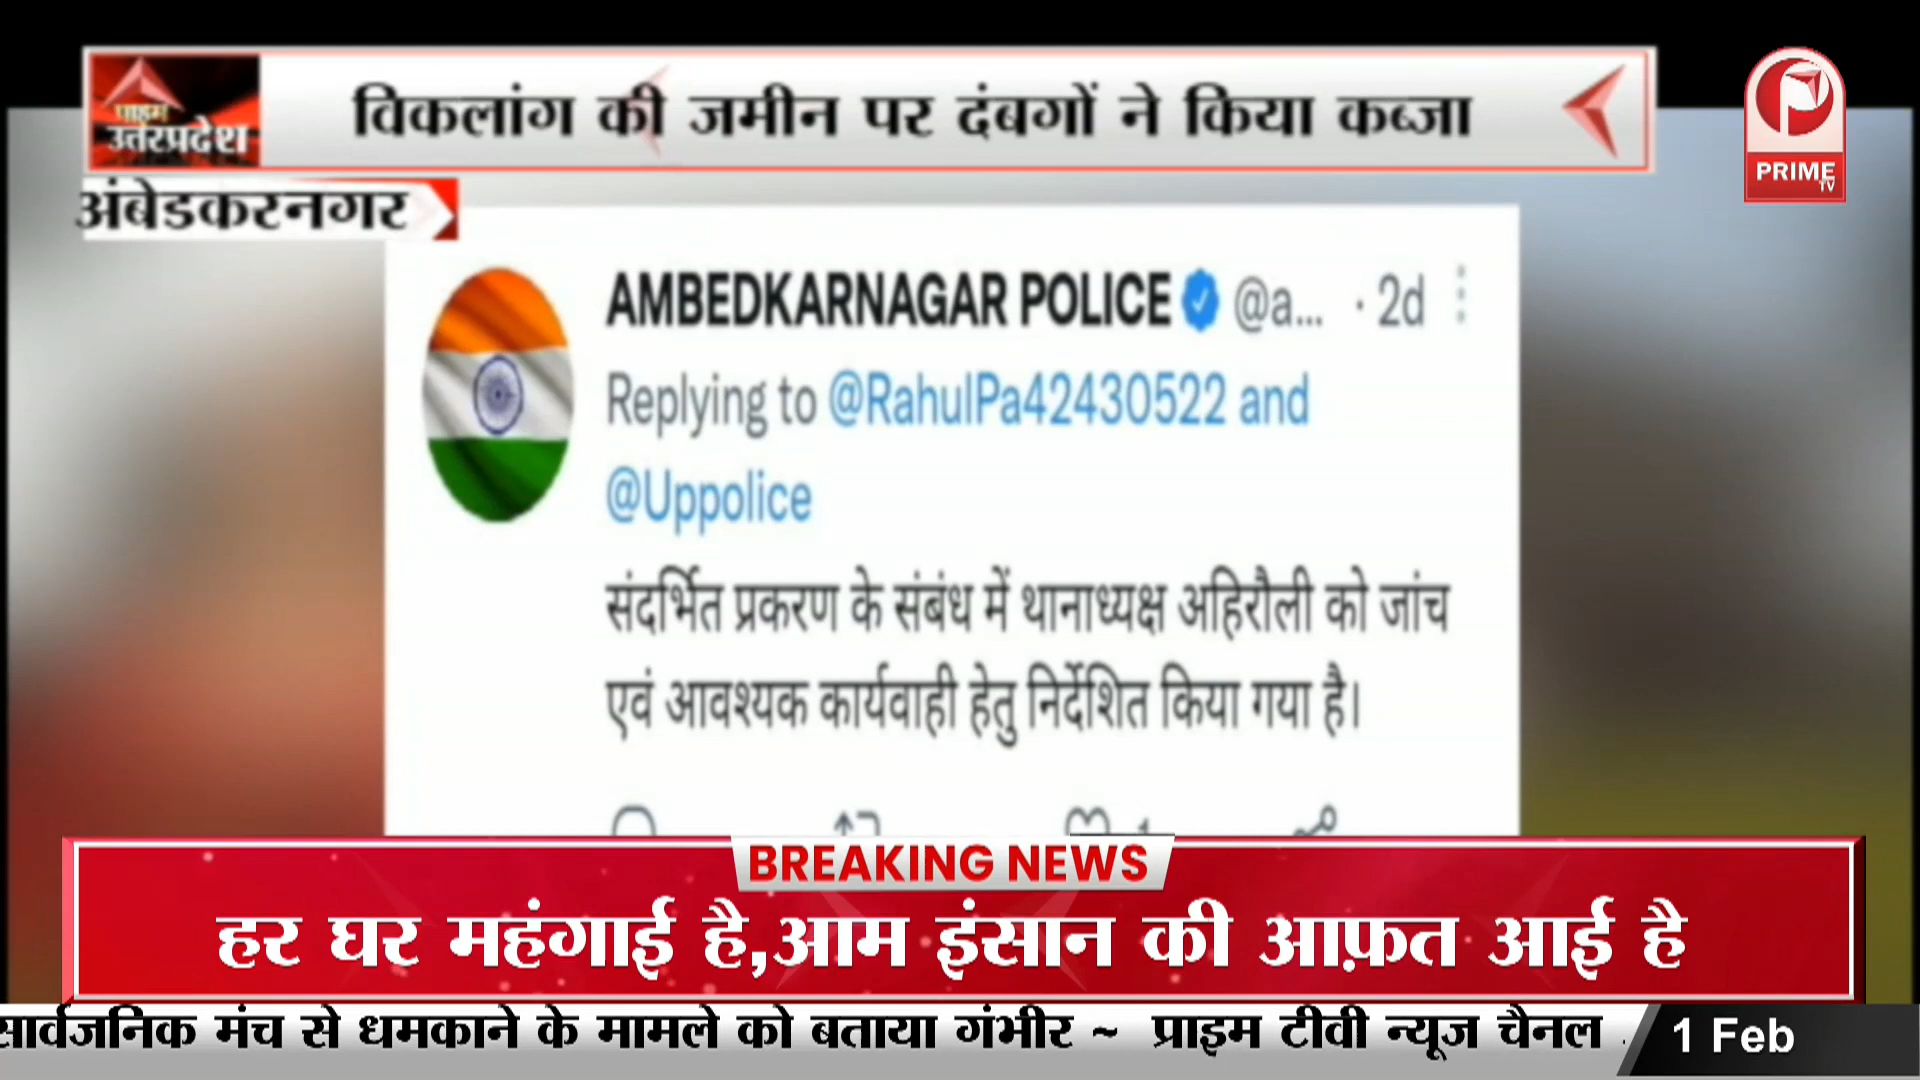 प्राइम
उत्तरप्रदेश
विकलांग की जमीन पर दंबगों ने किया कब्जा
PRIME
TV
अंबेडकरनगर
AMBEDKARNAGAR POLICE @a... · 2d
Replying to @RahulPa42430522 and
@Uppolice
संदर्भित प्रकरण के संबंध में थानाध्यक्ष अहिरौली को जांच
एवं आवश्यक कार्यवाही हेतु निर्देशित किया गया है।
BREAKING NEWS
हर घर महंगाई है,आम इंसान की आफ़त आई है
सार्वजनिक मंच से धमकाने के मामले को बताया गंभीर ~ प्राइम टीवी न्यूज चैनल
1 Feb